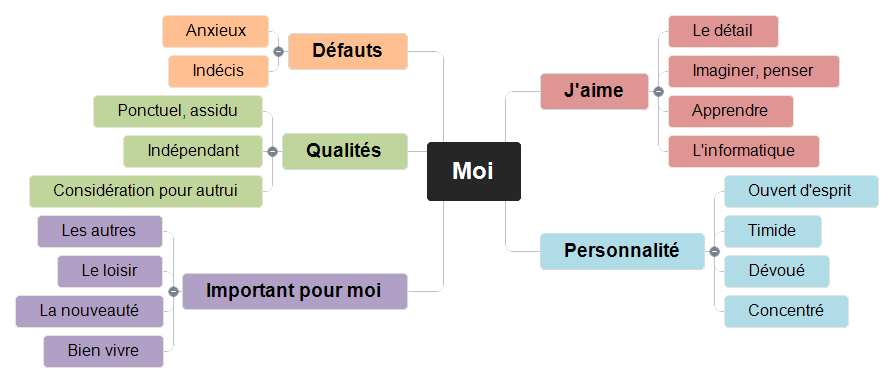 Moi
Défauts
Anxieux
Indécis
Qualités
Ponctuel, assidu
Indépendant
Considération pour autrui
Important pour moi
Les autres
Le loisir
La nouveauté
Bien vivre
J'aime
Le détail
Imaginer, penser
Apprendre
L'informatique
Personnalité
Ouvert d'esprit
Timide
Dévoué
Concentré